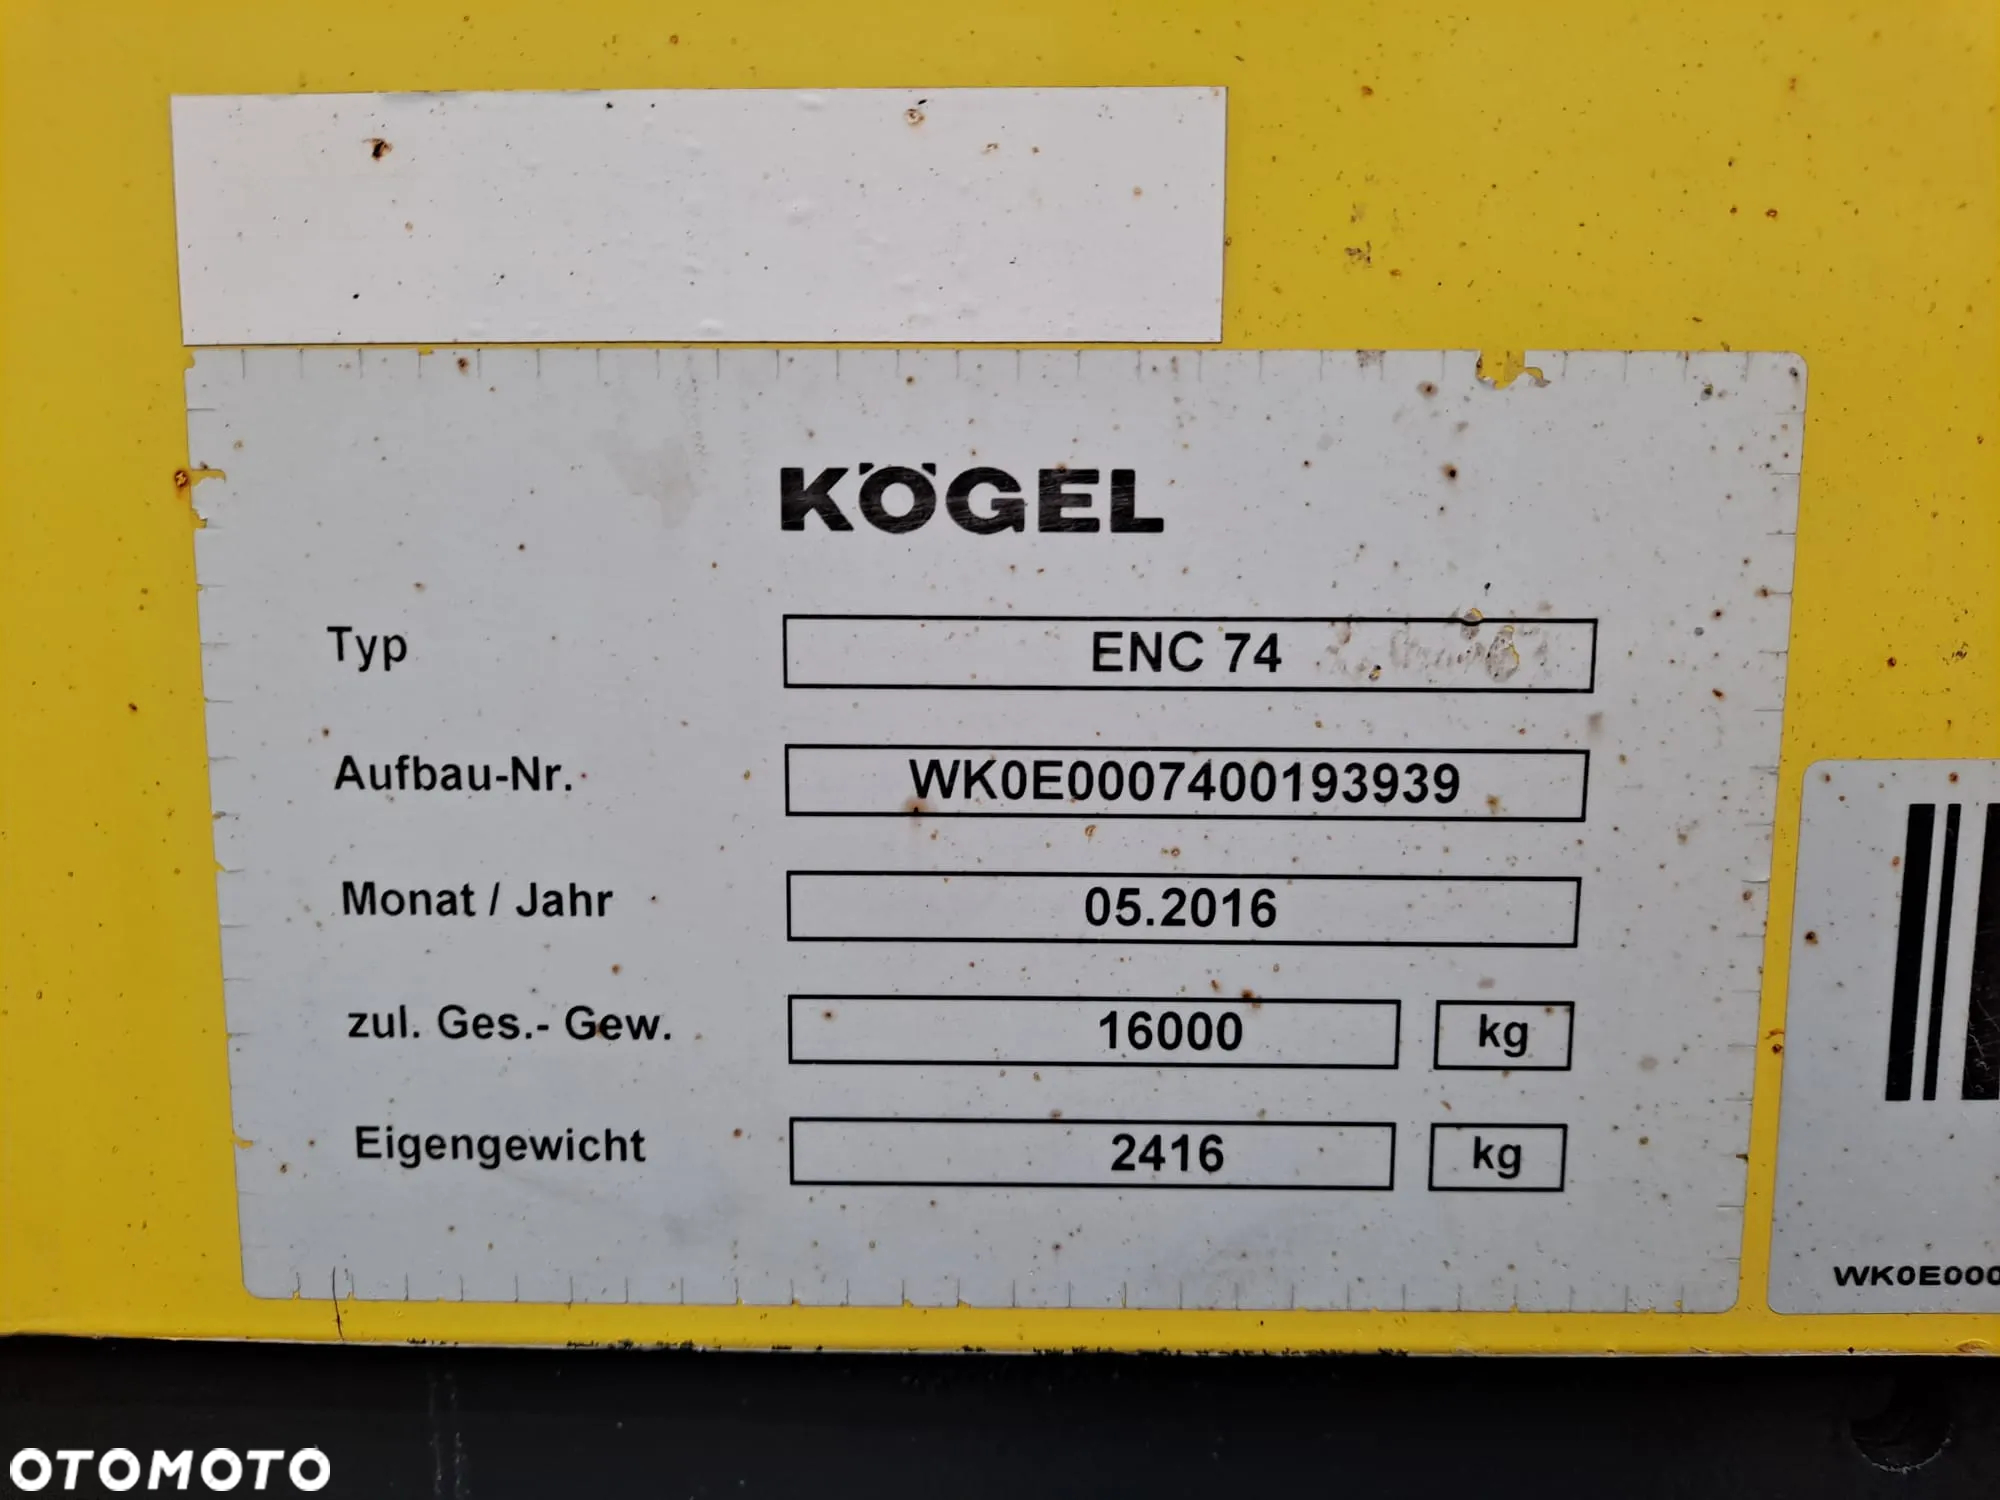 KÖGEL
Typ ENC 74
Aufbau-Nr. WK0E0007400193939
Monat / Jahr 05.2016
zul. Ges.- Gew. 16000 kg
Eigengewicht 2416 kg
WK0E000
OTOMOTO